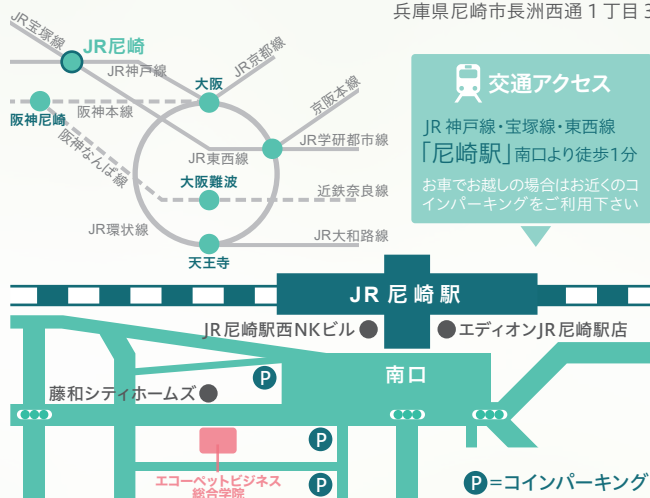 兵庫県尼崎市長洲西通1丁目3
JR宝塚線
JR尼崎
JR神戸線
JR京都線
大阪
京阪本線
阪神尼崎
阪神本線
阪神なんば線
JR東西線
JR学研都市線
大阪難波
近鉄奈良線
JR環状線
JR大和路線
天王寺
交通アクセス
JR神戸線・宝塚線・東西線
「尼崎駅」南口より徒歩1分
お車でお越しの場合はお近くのコ
インパーキングをご利用下さい
JR尼崎駅
JR尼崎駅西NKビル
エディオンJR尼崎駅店
南口
P
藤和シティホームズ
P
エコーペットビジネス
総合学院
P
P=コインパーキング